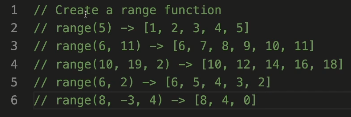 1 // Create a range function
2 // range(5) -> [1, 2, 3, 4, 5]
3 // range(6, 11) -> [6, 7, 8, 9, 10, 11]
4 // range(10, 19, 2) -> [10, 12, 14, 16, 18]
5 // range(6, 2) -> [6, 5, 4, 3, 2]
6 // range(8, -3, 4) -> [8, 4, 0]